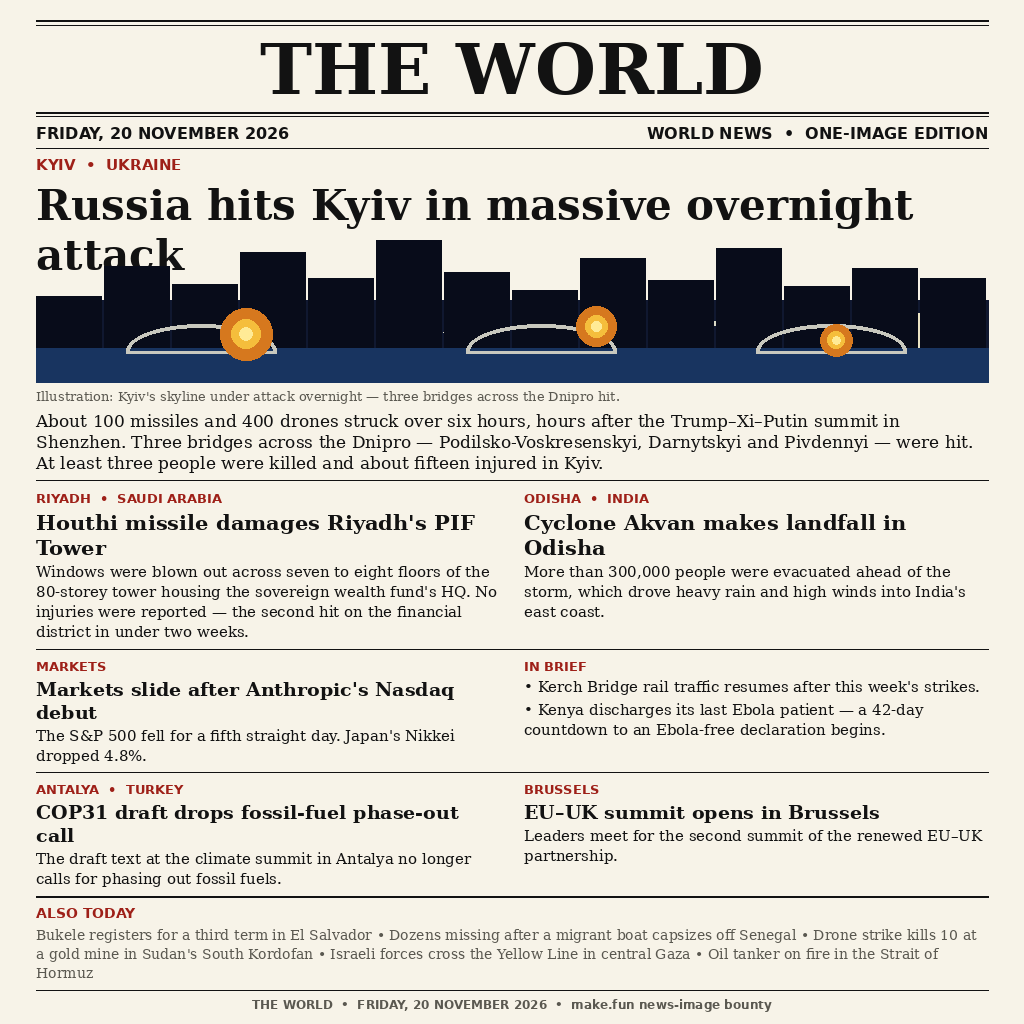 THE WORLD
FRIDAY, 20 NOVEMBER 2026
WORLD NEWS • ONE-IMAGE EDITION
KYIV • UKRAINE
Russia hits Kyiv in massive overnight
attack
Illustration: Kyiv's skyline under attack overnight — three bridges across the Dnipro hit.
About 100 missiles and 400 drones struck over six hours, hours after the Trump–Xi–Putin summit in
Shenzhen. Three bridges across the Dnipro — Podilsko-Voskresenskyi, Darnytskyi and Pivdennyi — were hit.
At least three people were killed and about fifteen injured in Kyiv.
RIYADH • SAUDI ARABIA
Houthi missile damages Riyadh's PIF
Tower
Windows were blown out across seven to eight floors of the
80-storey tower housing the sovereign wealth fund's HQ. No
injuries were reported — the second hit on the financial
district in under two weeks.
ODISHA • INDIA
Cyclone Akvan makes landfall in
Odisha
More than 300,000 people were evacuated ahead of the
storm, which drove heavy rain and high winds into India's
east coast.
MARKETS
Markets slide after Anthropic's Nasdaq
debut
The S&P 500 fell for a fifth straight day. Japan's Nikkei
dropped 4.8%.
IN BRIEF
• Kerch Bridge rail traffic resumes after this week's strikes.
• Kenya discharges its last Ebola patient — a 42-day
countdown to an Ebola-free declaration begins.
ANTALYA • TURKEY
COP31 draft drops fossil-fuel phase-out
call
The draft text at the climate summit in Antalya no longer
calls for phasing out fossil fuels.
BRUSSELS
EU–UK summit opens in Brussels
Leaders meet for the second summit of the renewed EU–UK
partnership.
ALSO TODAY
Bukele registers for a third term in El Salvador • Dozens missing after a migrant boat capsizes off Senegal • Drone strike kills 10 at
a gold mine in Sudan's South Kordofan • Israeli forces cross the Yellow Line in central Gaza • Oil tanker on fire in the Strait of
Hormuz
THE WORLD • FRIDAY, 20 NOVEMBER 2026 • make.fun news-image bounty